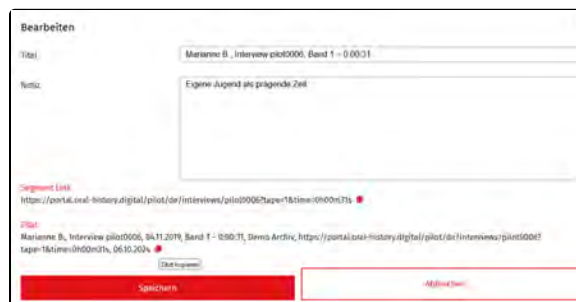 Bearbeiten
Titel
Marianne B., Interview pilot0006, Band 1 – 0:00:31
Notiz
Eigene Jugend als prägende Zeit
Segment Link
https://portal.oral-history.digital/pilot/de/interviews/pilot0006?tape=1&time=0h00m31s
Zitat
Marianne B., Interview pilot0006, 04.11.2019, Band 1 – 0:00:31, Demo Archiv, https://portal.oral-history.digital/pilot/de/interviews/pilot0006?
tape=1&time=0h00m31s, 06.10.2024
Zitat kopieren
Speichern
Abbrechen